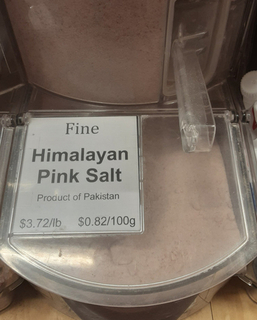 Fine
Himalayan
Pink Salt
Product of Pakistan
$3.72/lb $0.82/100g